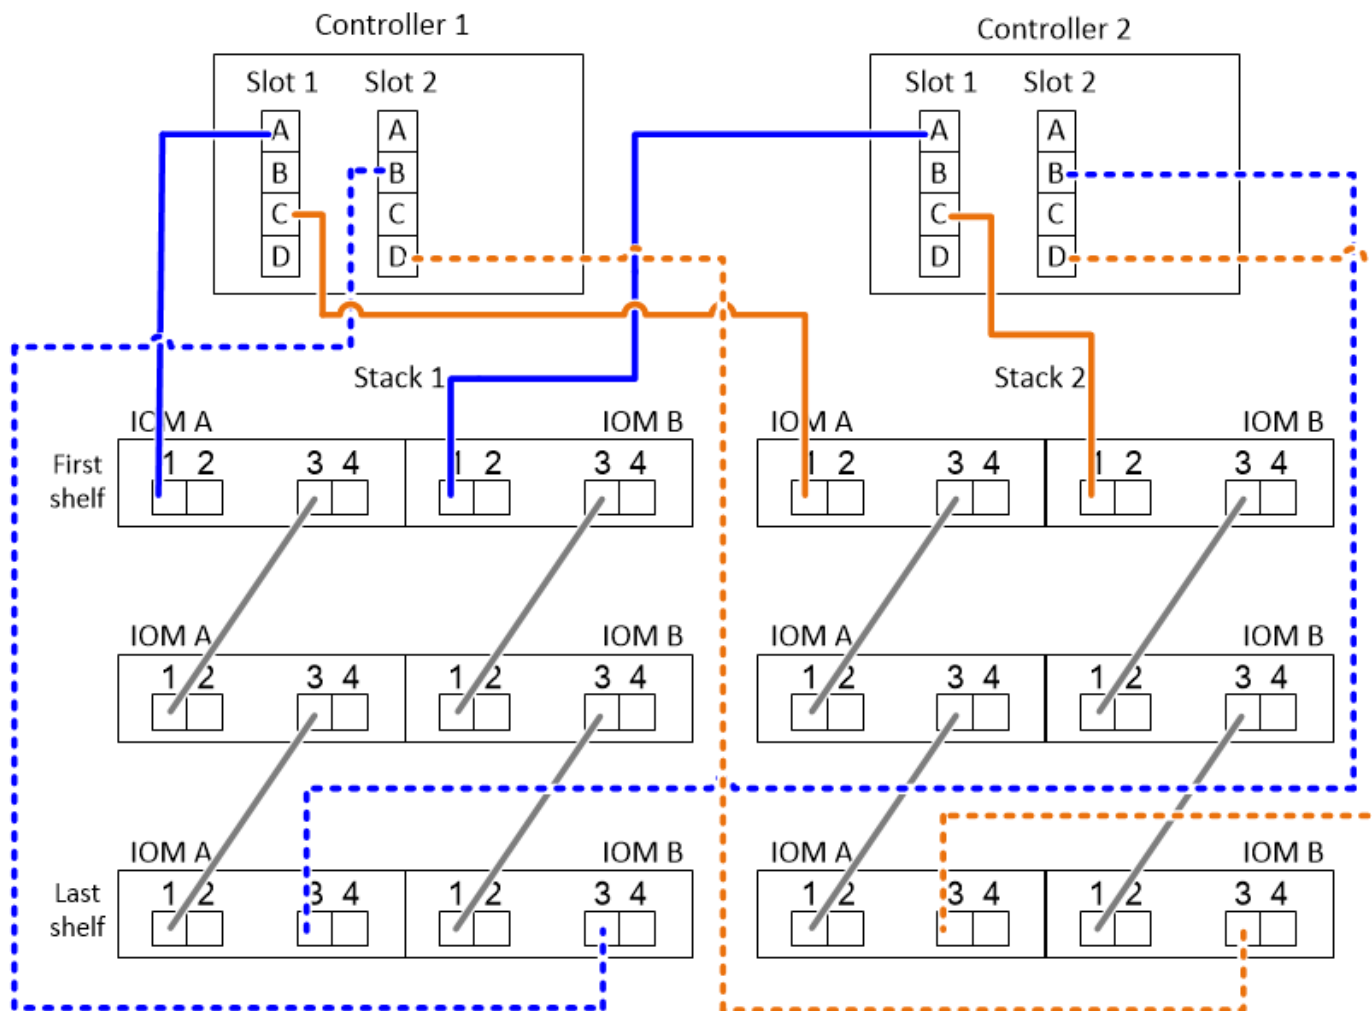 Controller 1
Controller 2
Slot 1 Slot 2
Slot 1 Slot 2
A A A A
B B B B
C C C C
D D D D
Stack 1
Stack 2
IOM A IOM B IOM A IOM B
First shelf
1 2 3 4 1 2 3 4 1 2 3 4 1 2 3 4
IOM A IOM B IOM A IOM B
1 2 3 4 1 2 3 4 1 2 3 4 1 2 3 4
IOM A IOM B IOM A IOM B
Last shelf
1 2 3 4 1 2 3 4 1 2 3 4 1 2 3 4